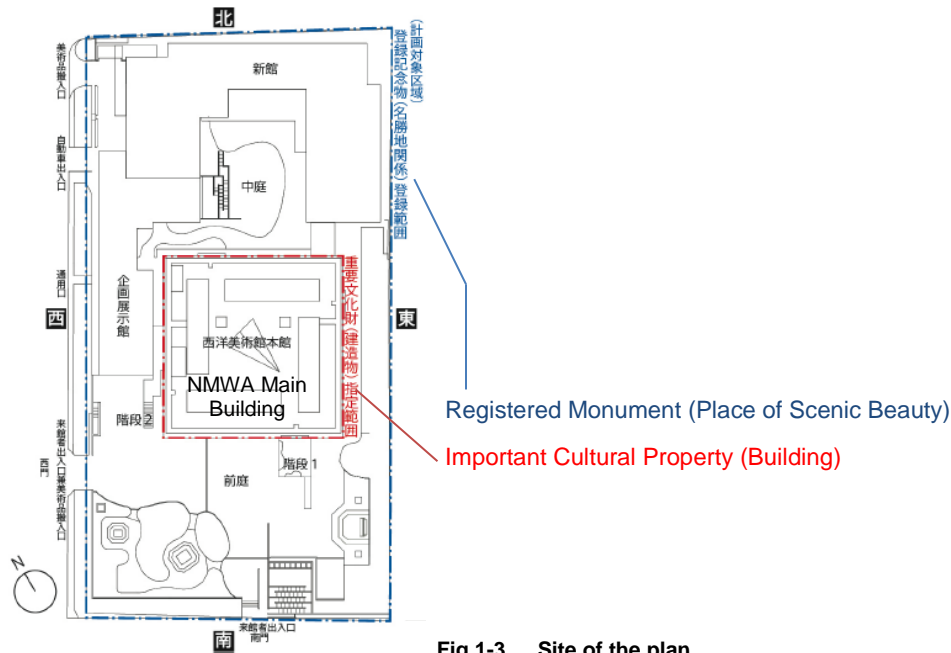 北
美術品搬入口
新館
(計画対象区域)
登録記念物(名勝地関係)登録範囲
自動車出入口
中庭
通用口
企画展示館
重要文化財(建造物)指定範囲
西
東
西洋美術館本館
NMWA Main
Building
階段2
Registered Monument (Place of Scenic Beauty)
Important Cultural Property (Building)
来館者出入口兼美術品搬入口
西門
階段1
前庭
N
来館者出入口
南門
南
Fig 1-3 Site of the plan